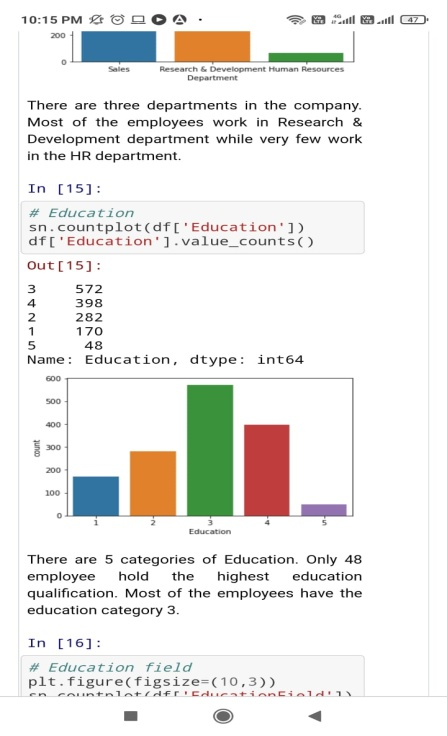 10:15 PM
4G
47
200
0
Sales Research & Development Human Resources
Department
There are three departments in the company.
Most of the employees work in Research &
Development department while very few work
in the HR department.
In [15]:
# Education
sn.countplot(df['Education'])
df['Education'].value_counts()
Out[15]:
3 572
4 398
2 282
1 170
5 48
Name: Education, dtype: int64
600
500
400
300
200
100
0
count
1 2 3 4 5
Education
There are 5 categories of Education. Only 48
employee hold the highest education
qualification. Most of the employees have the
education category 3.
In [16]:
# Education field
plt.figure(figsize=(10,3))
sn.countplot(df['EducationField'])